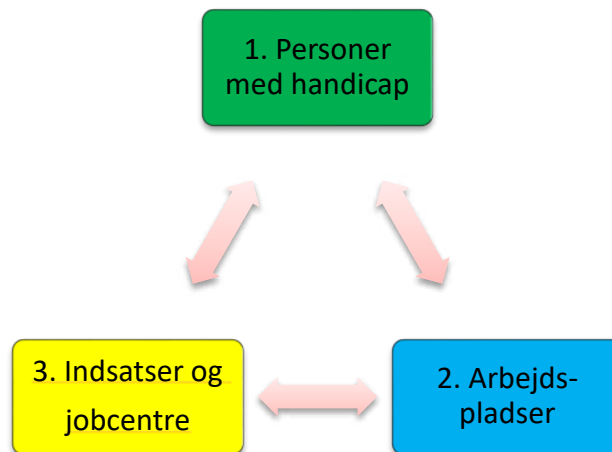 1. Personer
med handicap
3. Indsatser og
jobcentre
2. Arbejds-
pladser